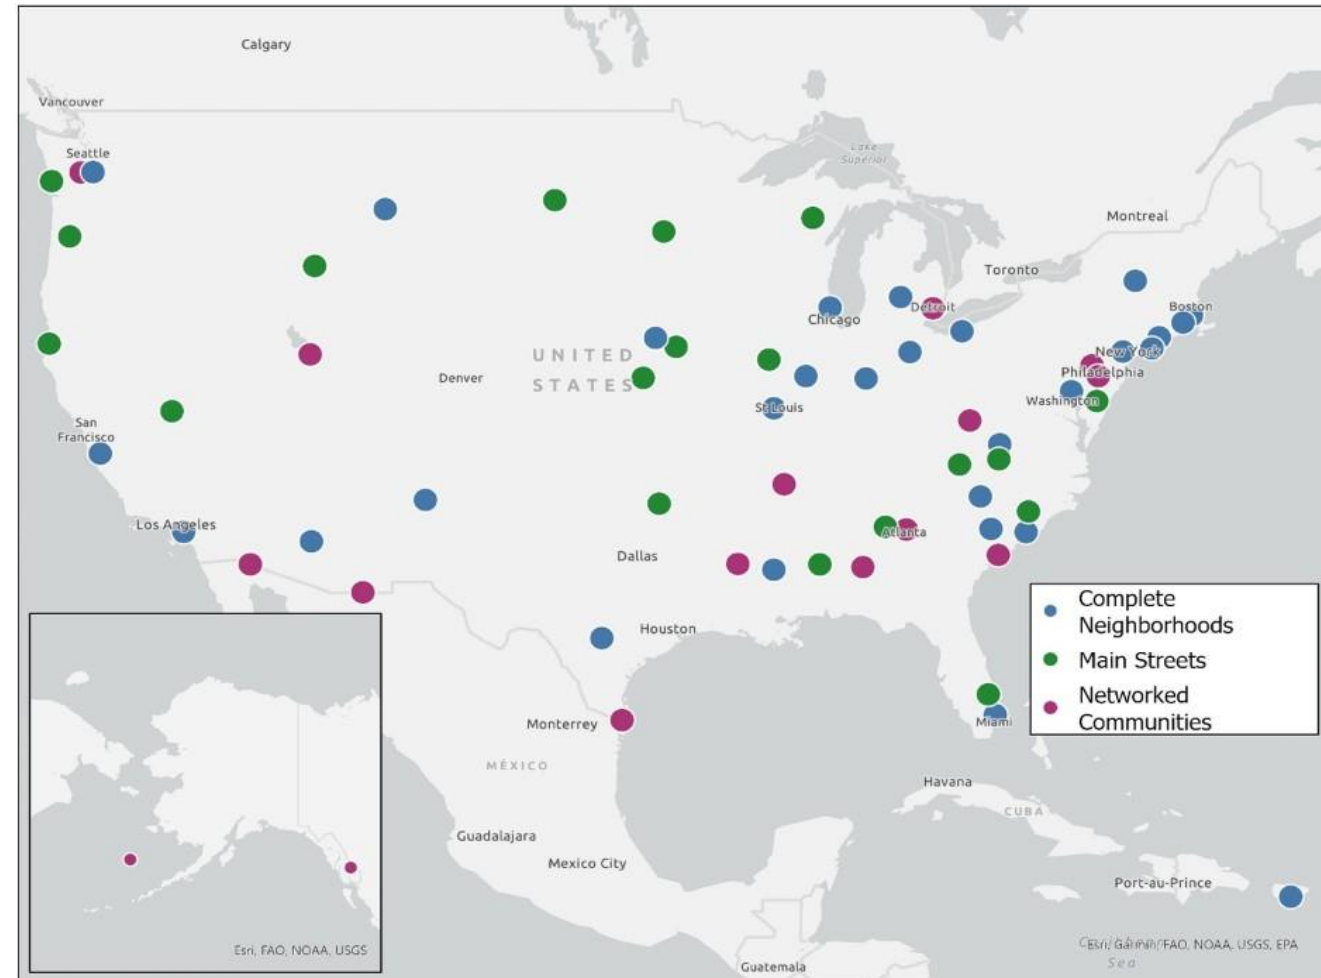 Calgary
Vancouver
Seattle
Lake
Superior
Montreal
Toronto
Boston
Detroit
Chicago
New York
UNITED
STATES
Denver
Philadelphia
Washington
St Louis
San
Francisco
Los Angeles
Atlanta
Dallas
Houston
Complete
Neighborhoods
Main Streets
Networked
Communities
Monterrey
Miami
MÉXICO
Havana
CUBA
Guadalajara
Mexico City
Port-au-Prince
Esri, FAO, NOAA, USGS
Esri, Garmin, FAO, NOAA, USGS, EPA
Sea
Guatemala